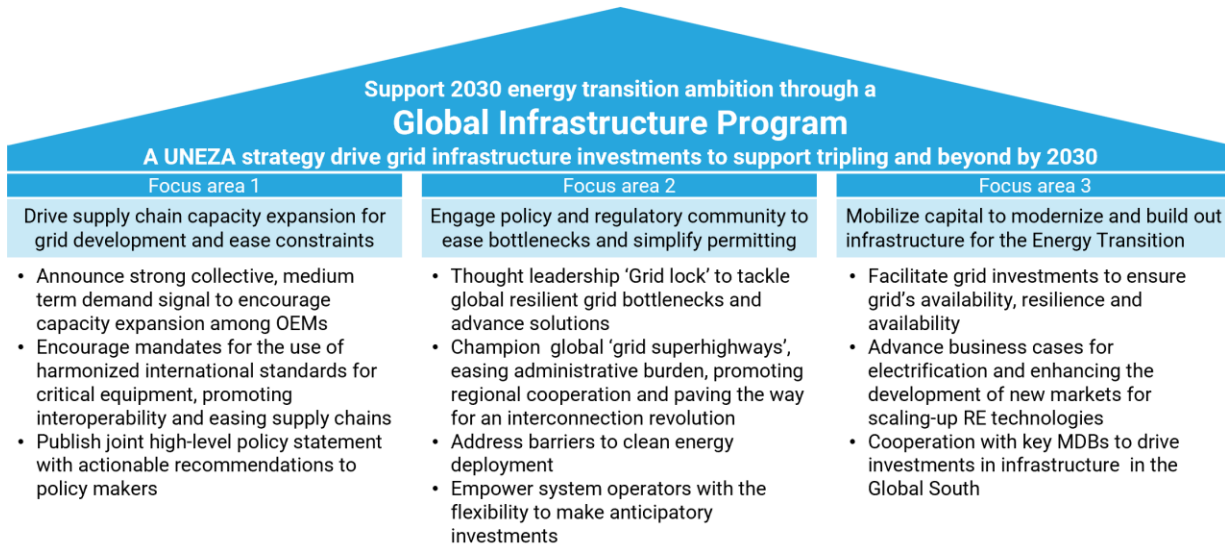 Support 2030 energy transition ambition through a
Global Infrastructure Program
A UNEZA strategy drive grid infrastructure investments to support tripling and beyond by 2030
Focus area 1
Drive supply chain capacity expansion for
grid development and ease constraints
• Announce strong collective, medium
term demand signal to encourage
capacity expansion among OEMs
• Encourage mandates for the use of
harmonized international standards for
critical equipment, promoting
interoperability and easing supply chains
• Publish joint high-level policy statement
with actionable recommendations to
policy makers
Focus area 2
Engage policy and regulatory community to
ease bottlenecks and simplify permitting
• Thought leadership ‘Grid lock’ to tackle
global resilient grid bottlenecks and
advance solutions
• Champion global ‘grid superhighways’,
easing administrative burden, promoting
regional cooperation and paving the way
for an interconnection revolution
• Address barriers to clean energy
deployment
• Empower system operators with the
flexibility to make anticipatory
investments
Focus area 3
Mobilize capital to modernize and build out
infrastructure for the Energy Transition
• Facilitate grid investments to ensure
grid’s availability, resilience and
availability
• Advance business cases for
electrification and enhancing the
development of new markets for
scaling-up RE technologies
• Cooperation with key MDBs to drive
investments in infrastructure in the
Global South